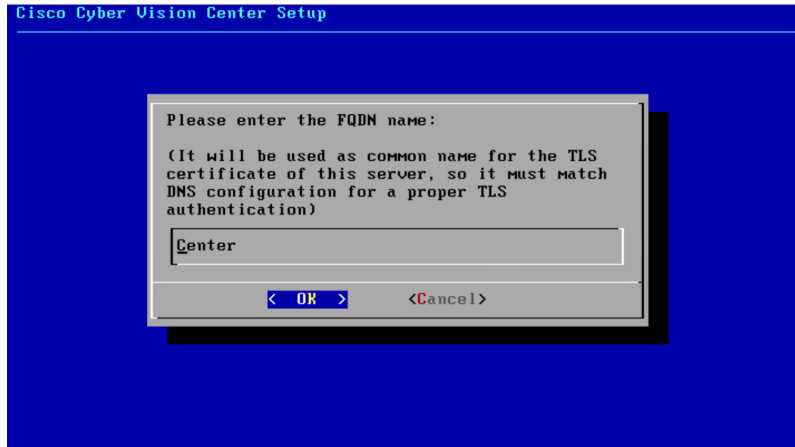 Cisco Cyber Vision Center Setup
Please enter the FQDN name:
(It will be used as common name for the TLS
certificate of this server, so it must match
DNS configuration for a proper TLS
authentication)
Center
< OK > <Cancel>